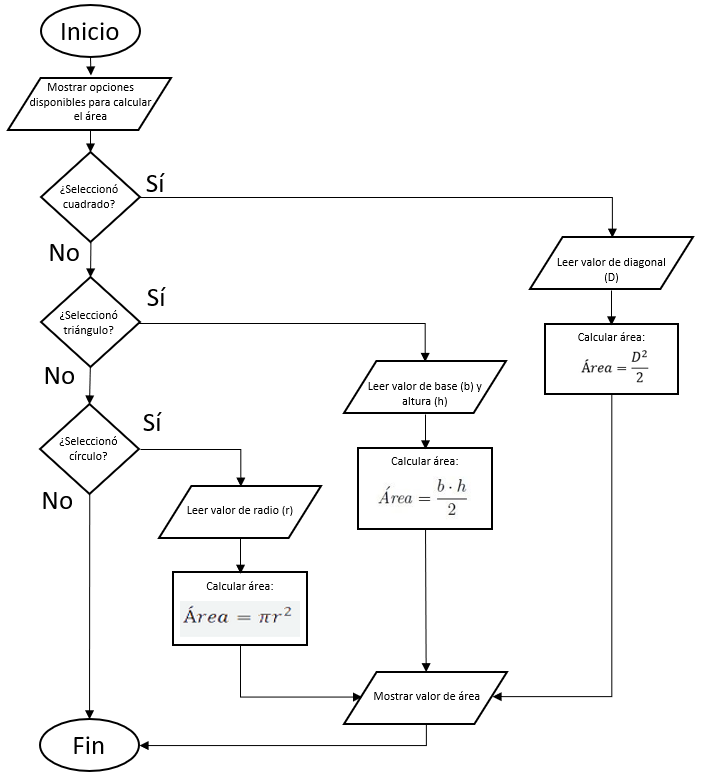 Inicio
Mostrar opciones
disponibles para calcular
el área
¿Seleccionó
cuadrado?
Sí
No
Leer valor de diagonal
(D)
Calcular área:
Área = D²/2
¿Seleccionó
triángulo?
Sí
No
Leer valor de base (b) y
altura (h)
Calcular área:
Área = b · h/2
¿Seleccionó
círculo?
Sí
No
Leer valor de radio (r)
Calcular área:
Área = πr²
Mostrar valor de área
Fin